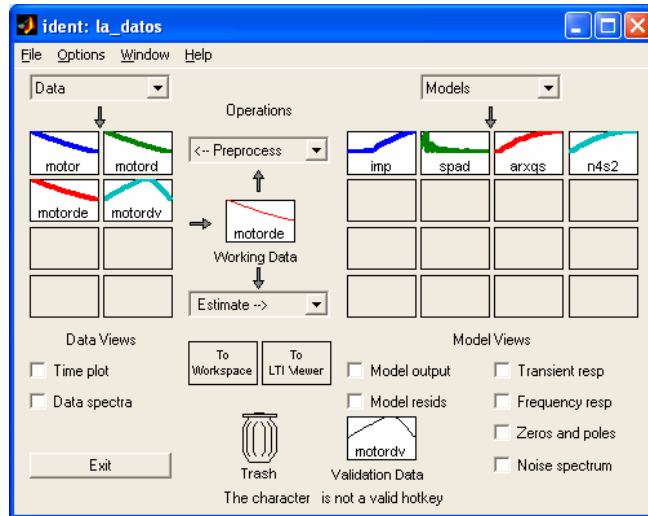 ident: la_datos
File Options Window Help
Data
Models
Operations
motor
motord
<-- Preprocess
imp
spad
arxqs
n4s2
motorde
motordv
motorde
Working Data
Estimate -->
Data Views
Model Views
Time plot
Data spectra
To
Workspace
To
LTI Viewer
Model output
Model resids
Transient resp
Frequency resp
Zeros and poles
Noise spectrum
Exit
Trash
motordv
Validation Data
The character is not a valid hotkey